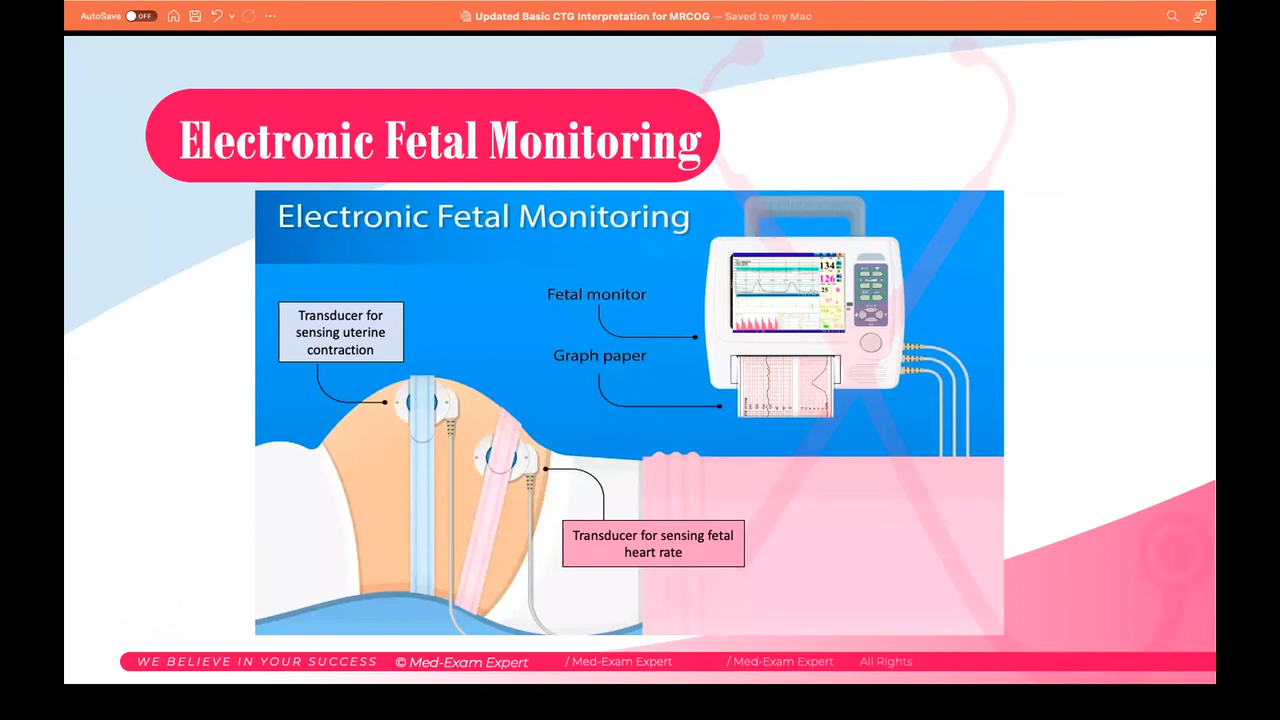 AutoSave OFF
Updated Basic CTG Interpretation for MRCOG — Saved to my Mac
Electronic Fetal Monitoring
Electronic Fetal Monitoring
134
126
25
Fetal monitor
Transducer for
sensing uterine
contraction
Graph paper
Transducer for sensing fetal
heart rate
WE BELIEVE IN YOUR SUCCESS © Med-Exam Expert / Med-Exam Expert / Med-Exam Expert All Rights